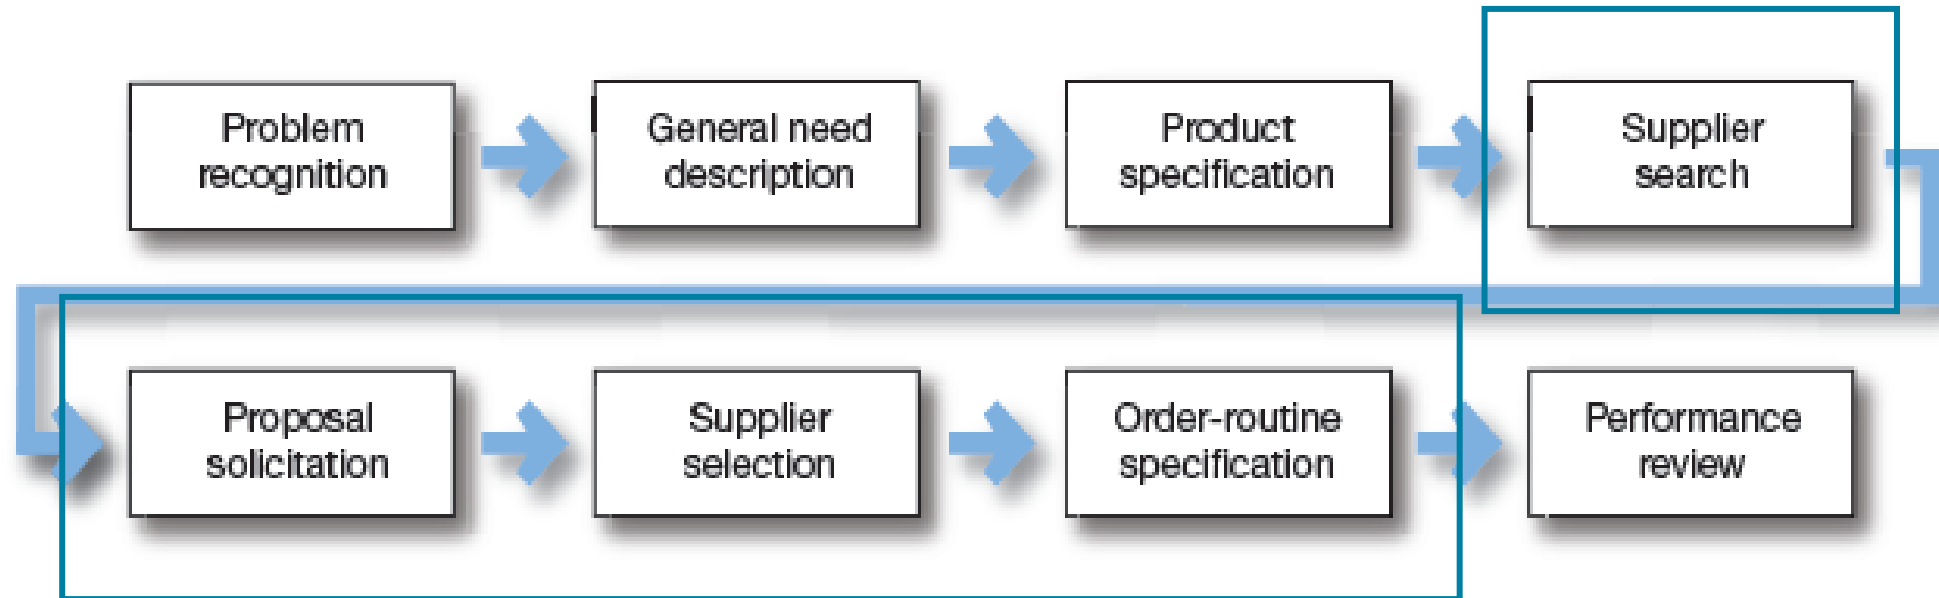 Problem
recognition
General need
description
Product
specification
Supplier
search
Proposal
solicitation
Supplier
selection
Order-routine
specification
Performance
review